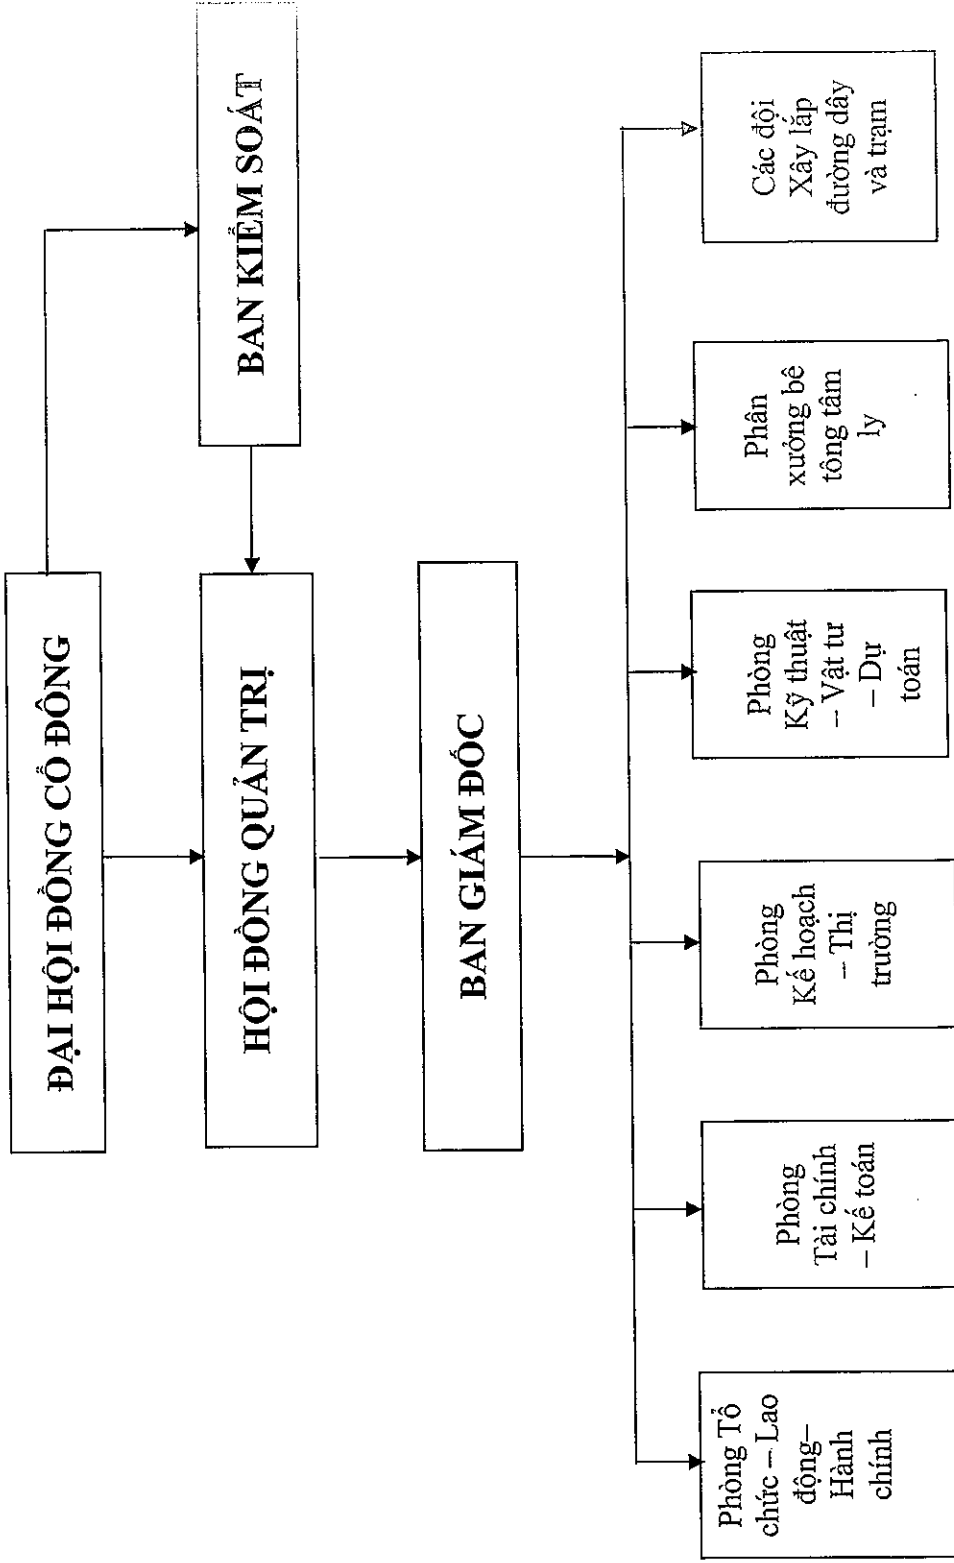 ĐẠI HỘI ĐỒNG CỔ ĐÔNG
BAN KIỂM SOÁT
HỘI ĐỒNG QUẢN TRỊ
BAN GIÁM ĐỐC
Phòng Tổ
chức – Lao
động–
Hành
chính
Phòng
Tài chính
– Kế toán
Phòng
Kế hoạch
– Thị
trường
Phòng
Kỹ thuật
– Vật tư
– Dự
toán
Phân
xưởng bê
tông tâm
ly
Các đội
Xây lắp
đường dây
và trạm